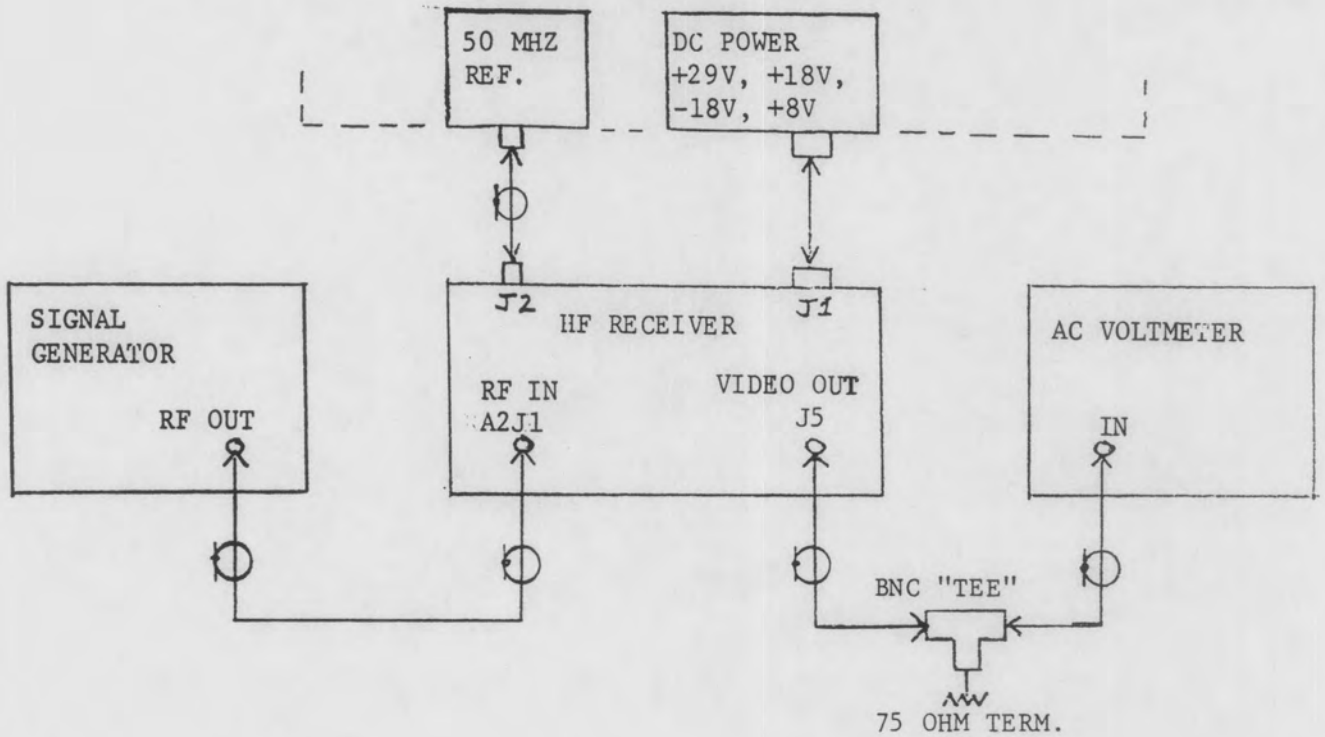 50 MHZ
REF.
DC POWER
+29V, +18V,
-18V, +8V
SIGNAL
GENERATOR
RF OUT
J2
J1
HF RECEIVER
RF IN
A2J1
VIDEO OUT
J5
AC VOLTMETER
IN
BNC "TEE"
75 OHM TERM.